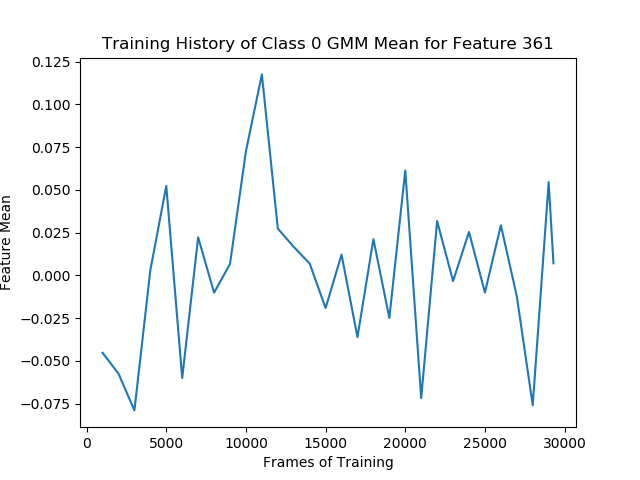 Training History of Class 0 GMM Mean for Feature 361
0.125
0.100
0.075
0.050
0.025
0.000
−0.025
−0.050
−0.075
Feature Mean
0 5000 10000 15000 20000 25000 30000
Frames of Training